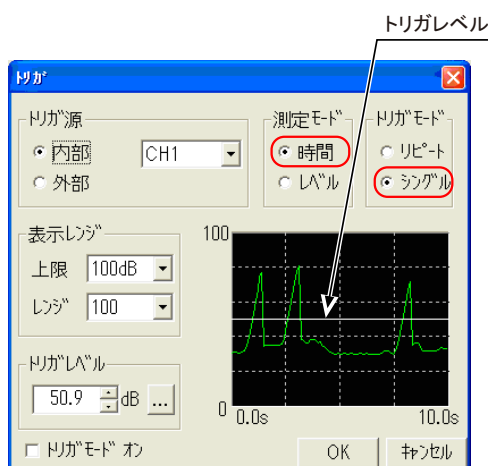 トリガレベル
ﾄﾘｶﾞ
ﾄﾘｶﾞ源
内部
CH1
外部
測定ﾓｰﾄﾞ
時間
ﾚﾍﾞﾙ
ﾄﾘｶﾞﾓｰﾄﾞ
ﾘﾋﾟｰﾄ
ｼﾝｸﾞﾙ
表示ﾚﾝｼﾞ
上限 100dB
ﾚﾝｼﾞ 100
100
0
0.0s
10.0s
ﾄﾘｶﾞﾚﾍﾞﾙ
50.9 dB ...
ﾄﾘｶﾞﾓｰﾄﾞ ｵﾝ
OK
ｷｬﾝｾﾙ